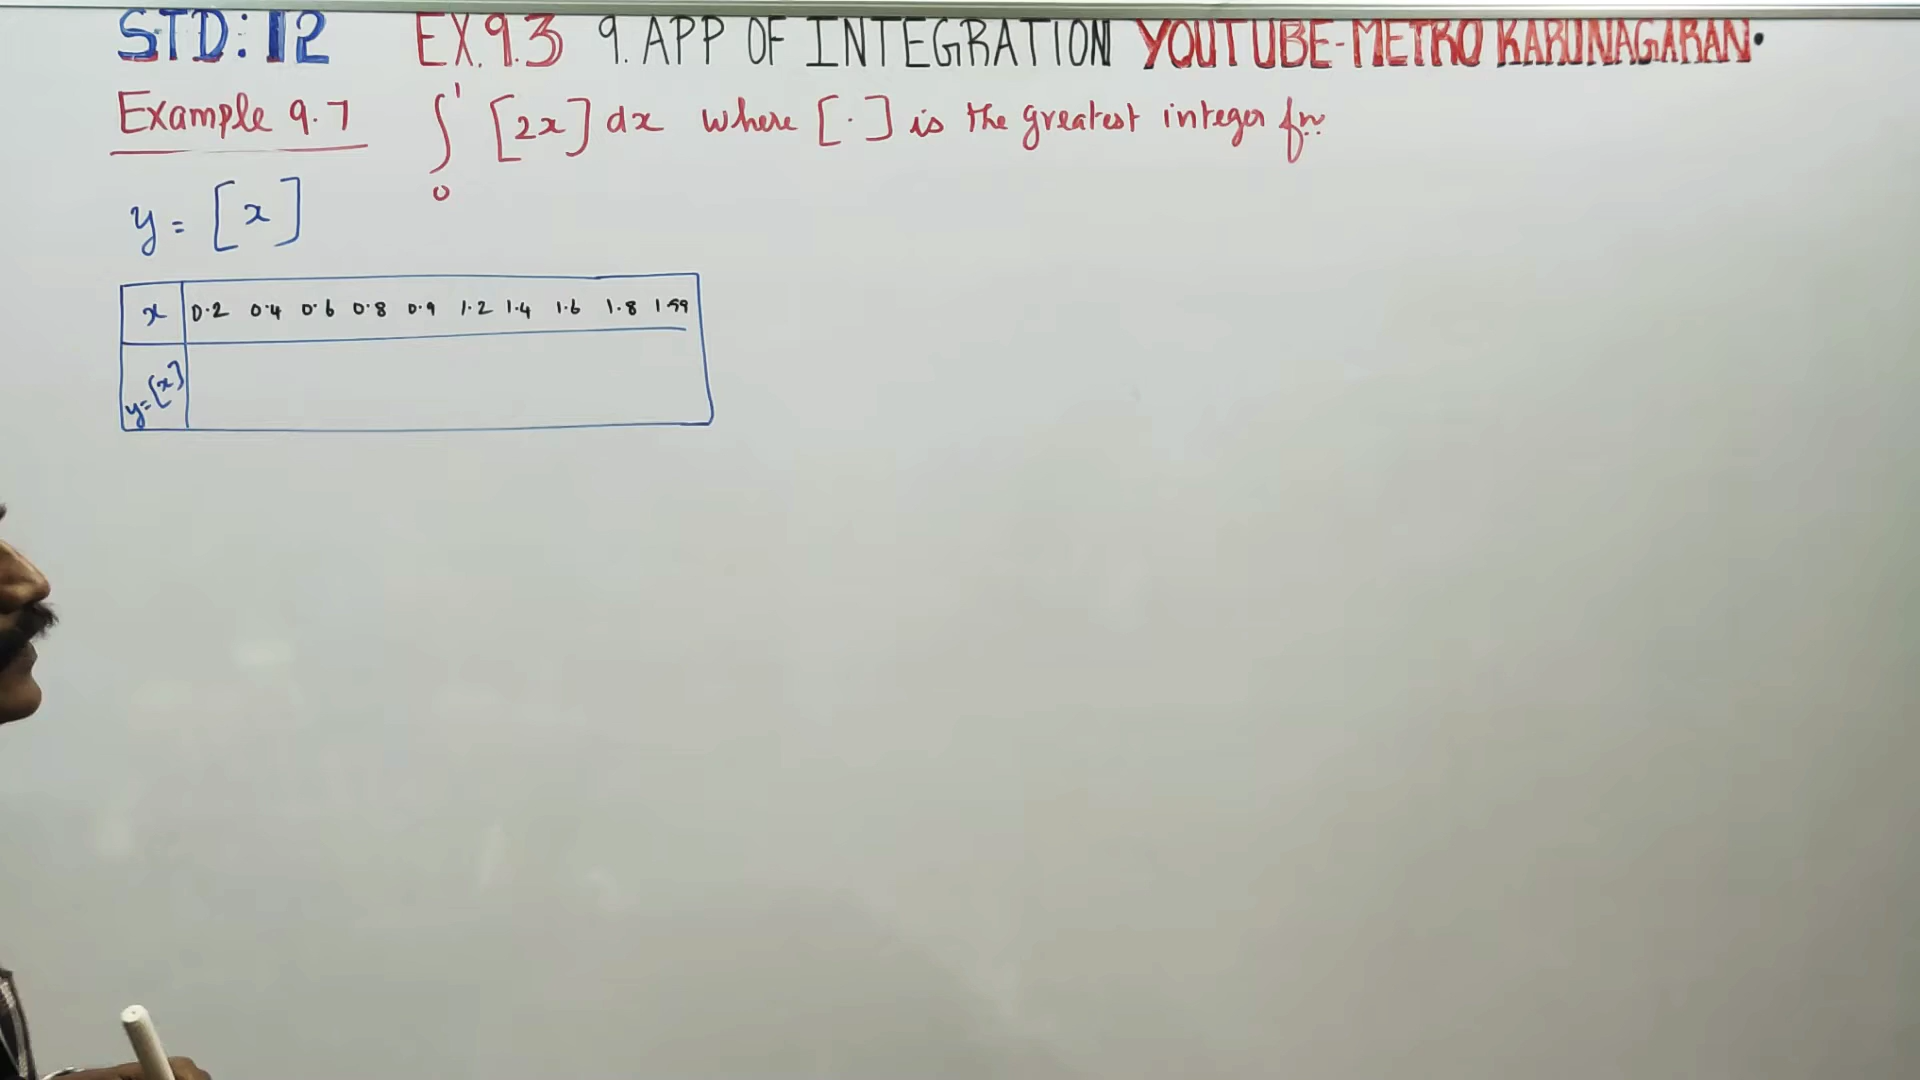 STD: 12 EX.9.3 9. APP OF INTEGRATION YOUTUBE-METRO KARUNAGARAN.
Example 9.7 ∫₀¹ [2x] dx where [·] is the greatest integer fn.
y = [x]
x 0.2 0.4 0.6 0.8 0.9 1.2 1.4 1.6 1.8 1.99
y=[x]